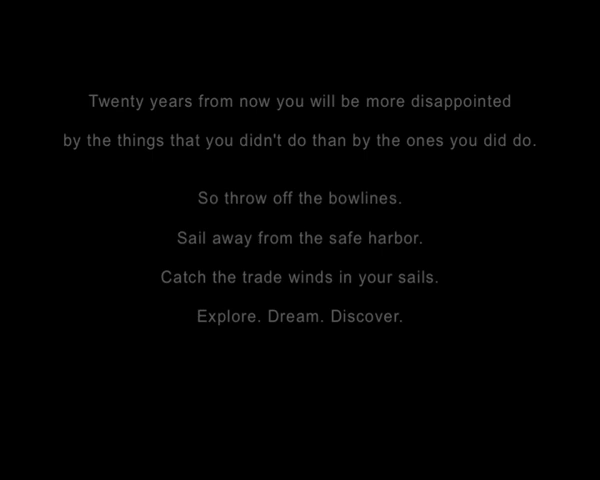 Twenty years from now you will be more disappointed
by the things that you didn't do than by the ones you did do.
So throw off the bowlines.
Sail away from the safe harbor.
Catch the trade winds in your sails.
Explore. Dream. Discover.